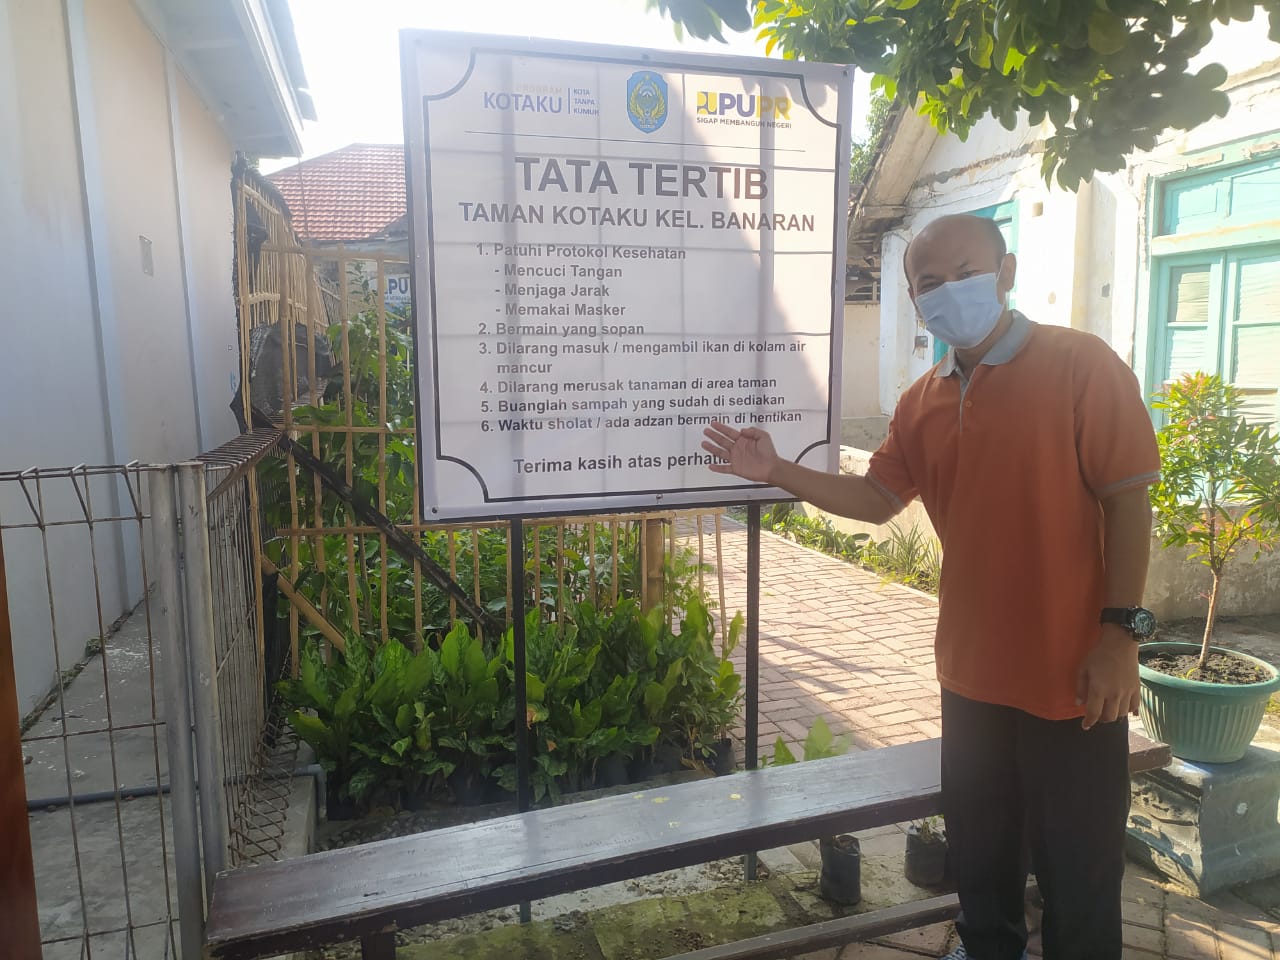 PROGRAM
KOTAKU
KOTA
TANPA
KUMUH
PUPR
SIGAP MEMBANGUN NEGERI
TATA TERTIB
TAMAN KOTAKU KEL. BANARAN
1. Patuhi Protokol Kesehatan
- Mencuci Tangan
- Menjaga Jarak
- Memakai Masker
2. Bermain yang sopan
3. Dilarang masuk / mengambil ikan di kolam air
mancur
4. Dilarang merusak tanaman di area taman
5. Buanglah sampah yang sudah di sediakan
6. Waktu sholat / ada adzan bermain di hentikan
Terima kasih atas
PU